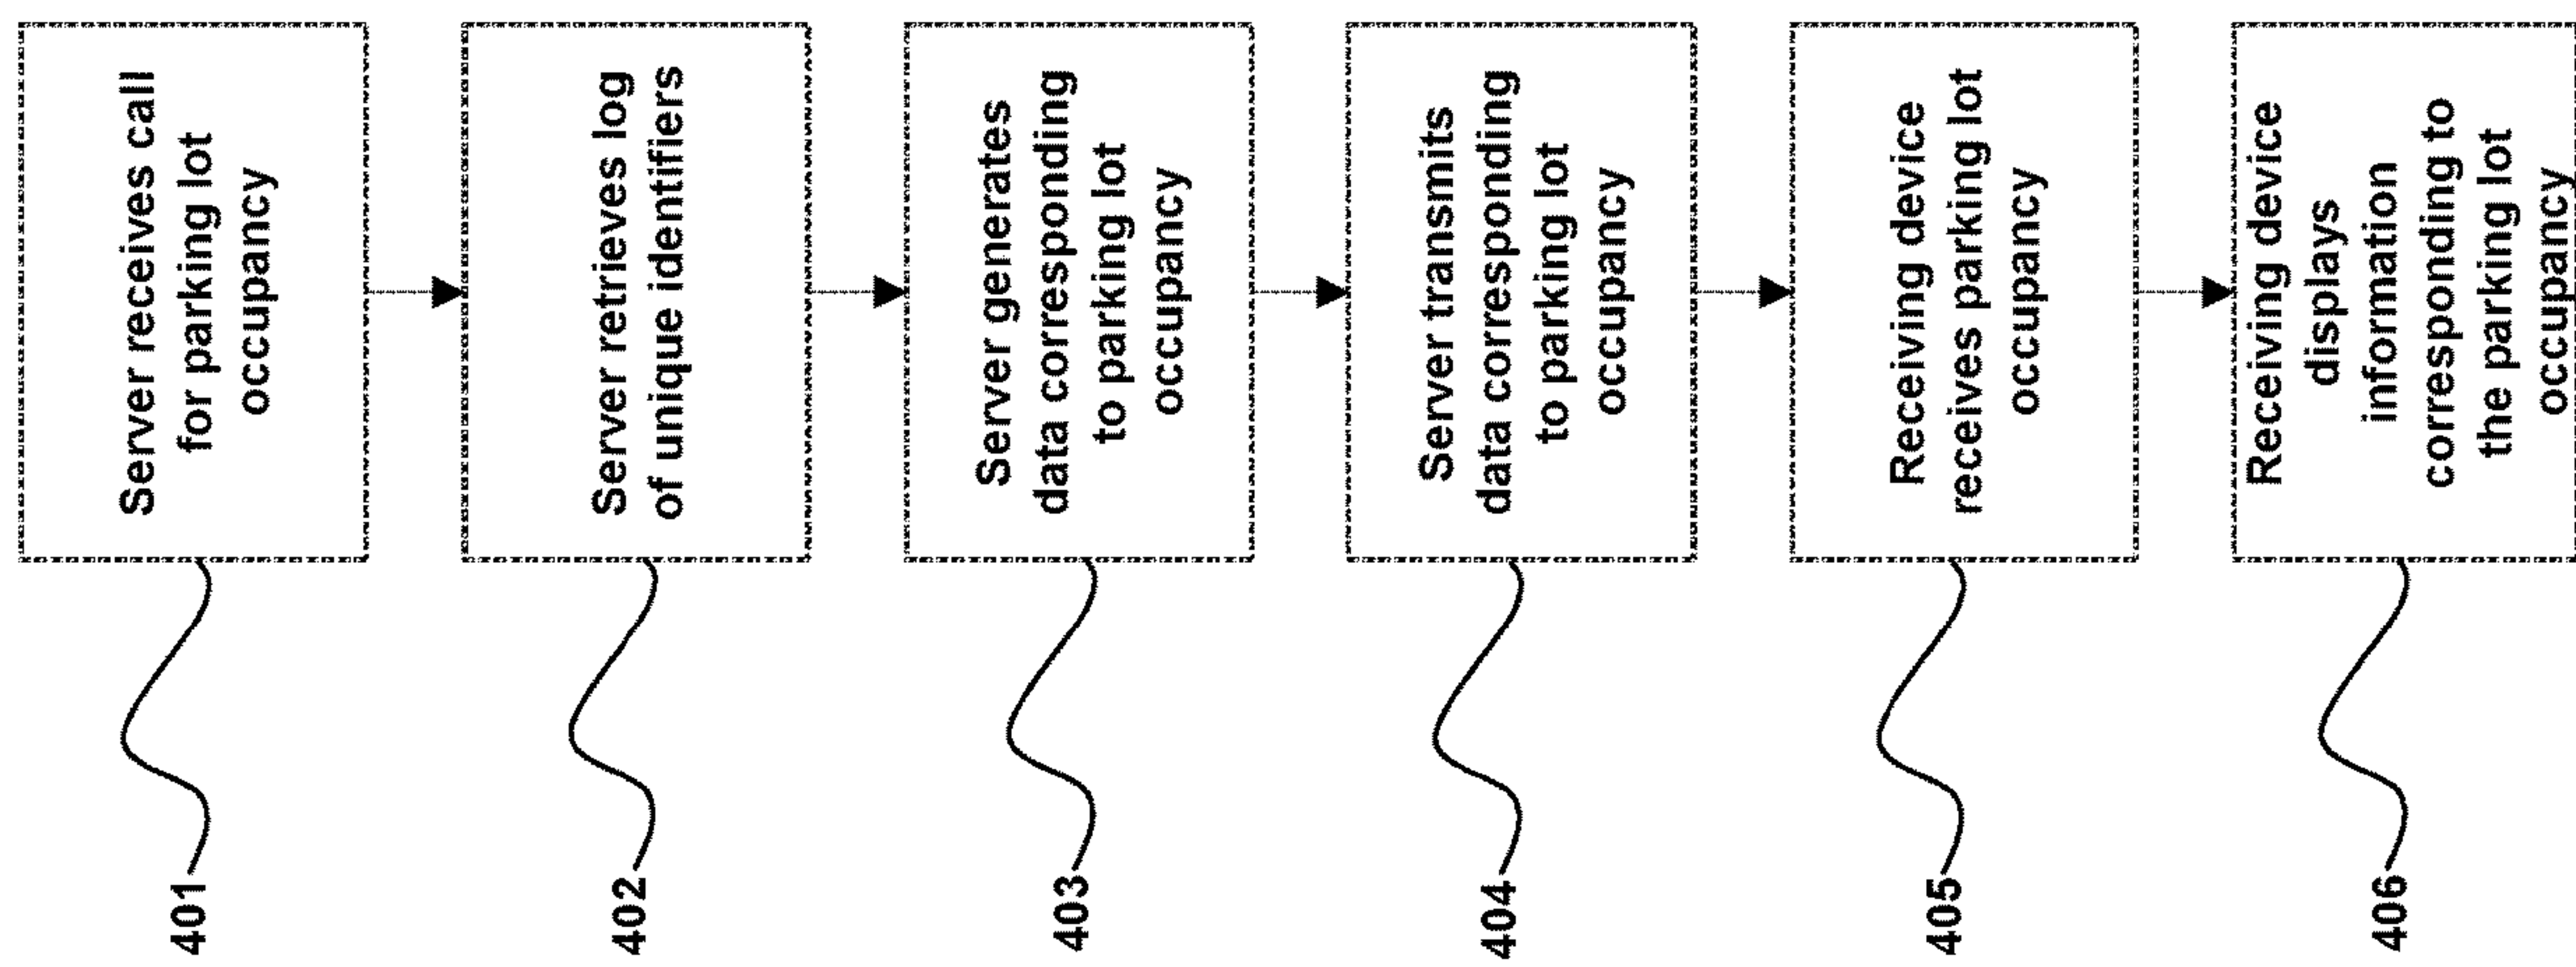 401
Server receives call
for parking lot
occupancy
402
Server retrieves log
of unique identifiers
403
Server generates
data corresponding
to parking lot
occupancy
404
Server transmits
data corresponding
to parking lot
occupancy
405
Receiving device
receives parking lot
occupancy
406
Receiving device
displays
information
corresponding to
the parking lot
occupancy